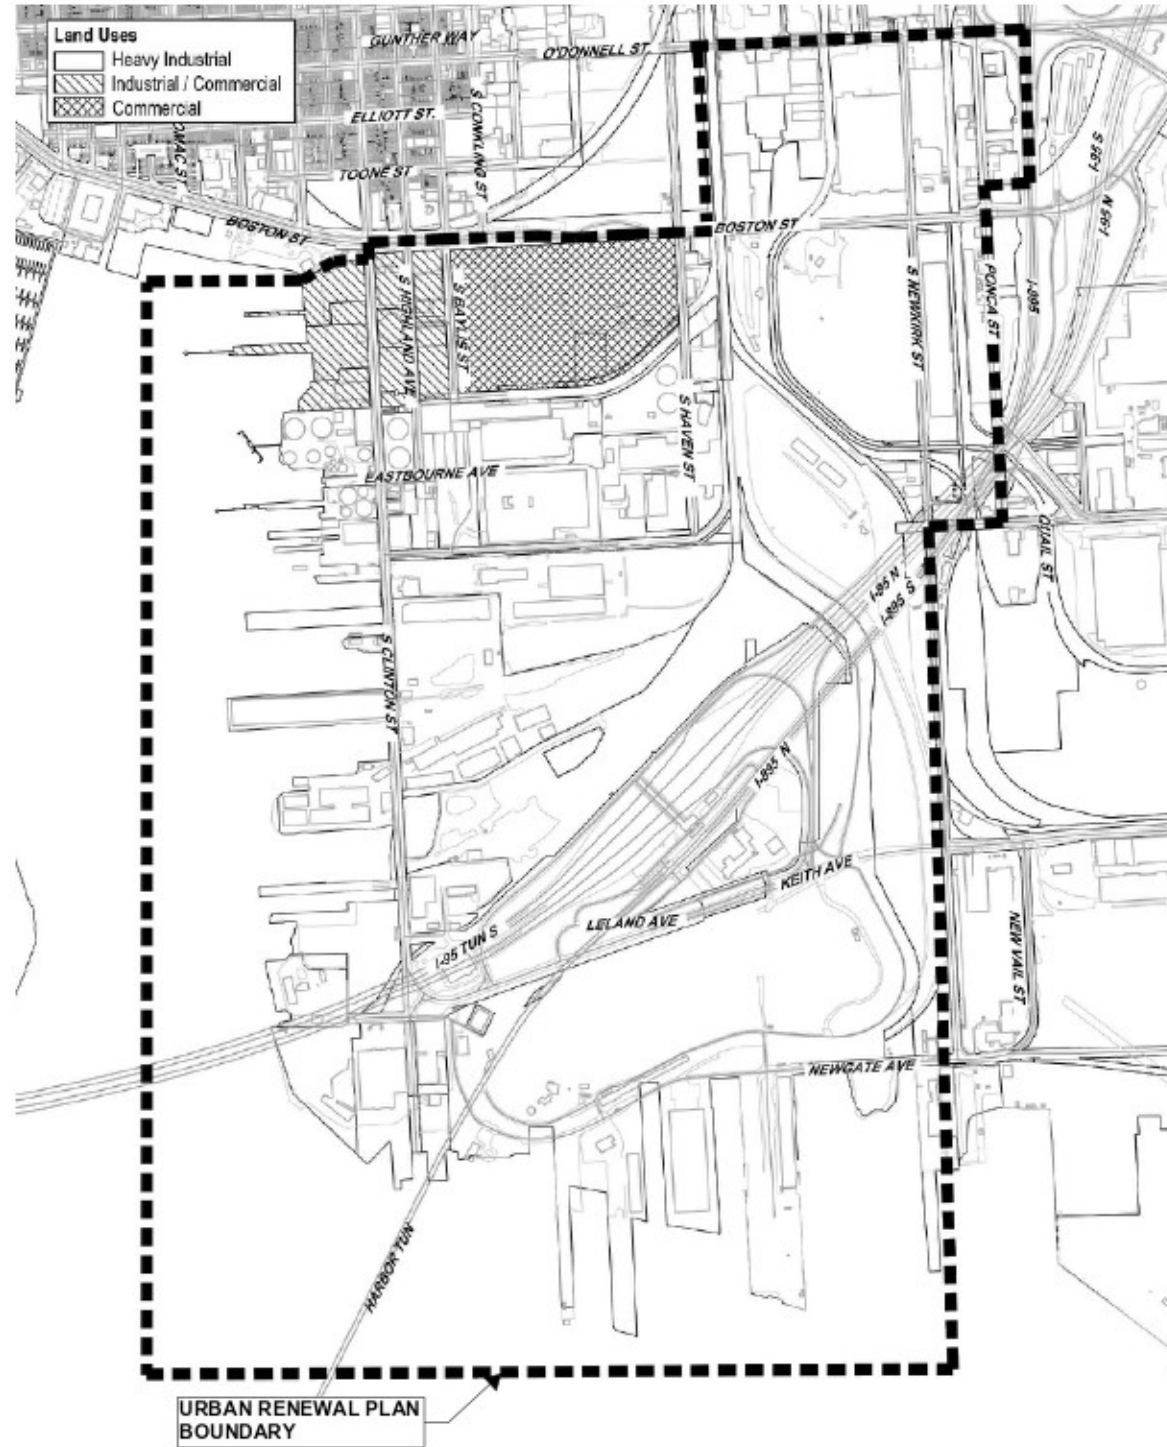 Land Uses
Heavy Industrial
Industrial / Commercial
Commercial
GUNTHER WAY
O'DONNELL ST
ELLIOTT ST.
S CONKLING ST
TOONE ST
OMAC ST
BOSTON ST
BOSTON ST
I-95 S
I-95 N
S HIGHLAND AVE
S BAYLIS ST
S NEWKIRK ST
PONCA ST
I-895
S HAVEN ST
EASTBOURNE AVE
QUAIL ST
I-95 N
I-895 S
S CLINTON ST
I-895 N
KEITH AVE
LELAND AVE
I-95 TUN S
NEW VAIL ST
NEWGATE AVE
HARBOR TUN
URBAN RENEWAL PLAN
BOUNDARY